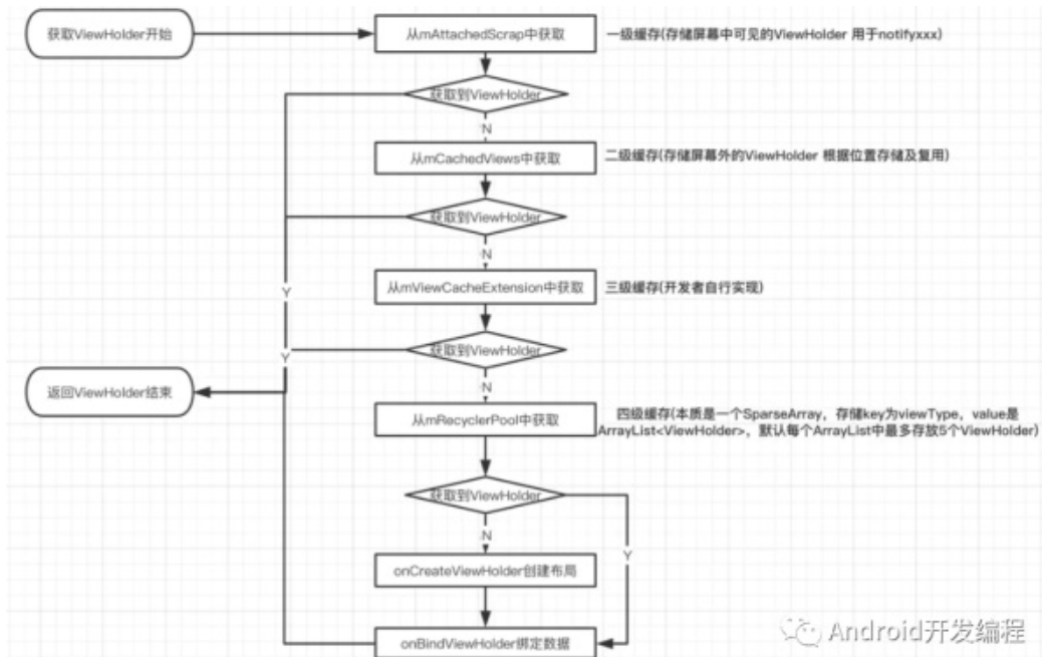 获取ViewHolder开始
从mAttachedScrap中获取
一级缓存(存储屏幕中可见的ViewHolder 用于notifyxxx)
获取到ViewHolder
N
从mCachedViews中获取
二级缓存(存储屏幕外的ViewHolder 根据位置存储及复用)
获取到ViewHolder
N
从mViewCacheExtension中获取
三级缓存(开发者自行实现)
Y
获取到ViewHolder
Y
N
返回ViewHolder结束
从mRecyclerPool中获取
四级缓存(本质是一个SparseArray，存储key为viewType，value是
ArrayList<ViewHolder>，默认每个ArrayList中最多存放5个ViewHolder)
获取到ViewHolder
N
Y
onCreateViewHolder创建布局
onBindViewHolder绑定数据
Android开发编程